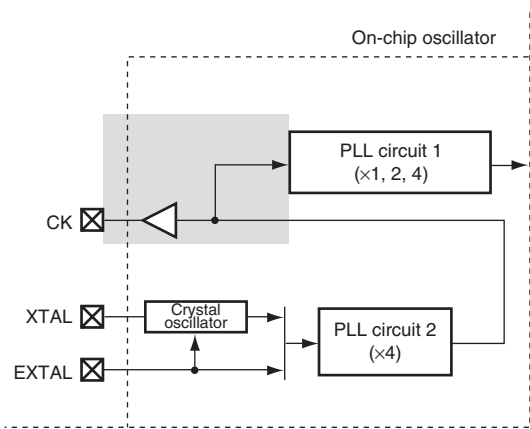 On-chip oscillator
PLL circuit 1
(×1, 2, 4)
CK
XTAL
Crystal
oscillator
PLL circuit 2
(×4)
EXTAL